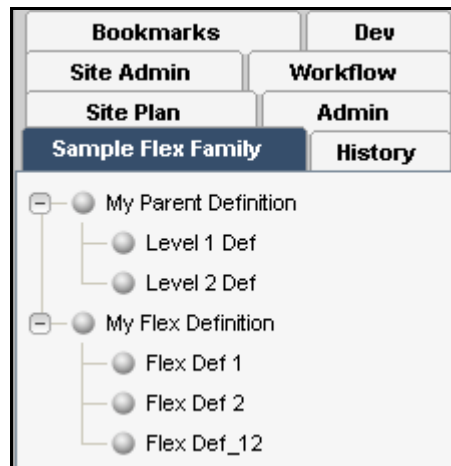 Bookmarks Dev
Site Admin Workflow
Site Plan Admin
Sample Flex Family History
My Parent Definition
Level 1 Def
Level 2 Def
My Flex Definition
Flex Def 1
Flex Def 2
Flex Def_12